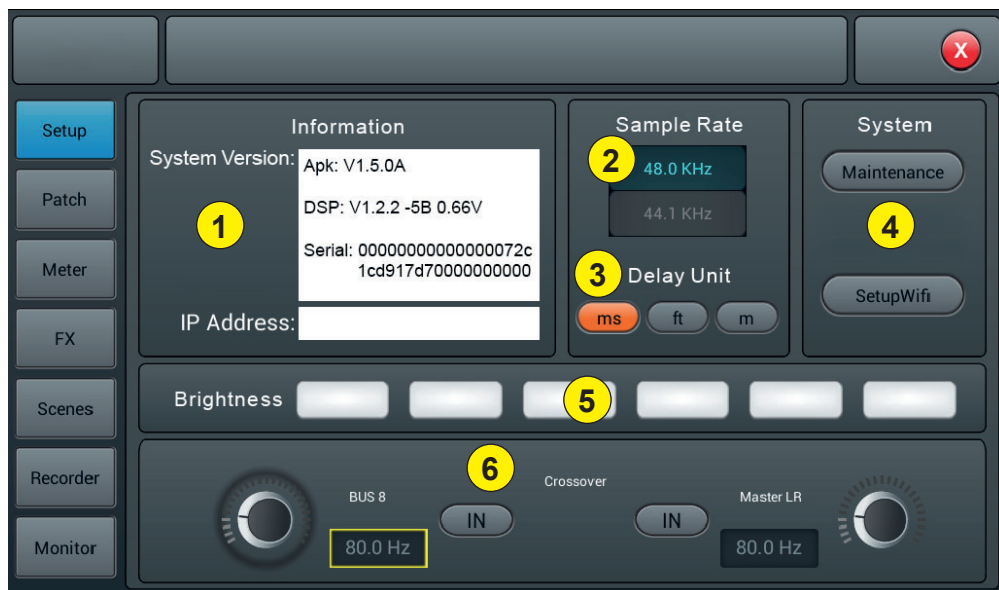 X
Setup
Patch
Meter
FX
Scenes
Recorder
Monitor
Information
System Version:
Apk: V1.5.0A
DSP: V1.2.2 -5B 0.66V
Serial: 00000000000000072c
1cd917d70000000000
IP Address:
1
Sample Rate
2
48.0 KHz
44.1 KHz
3
Delay Unit
ms ft m
System
Maintenance
4
SetupWifi
Brightness
5
6
Crossover
BUS 8
IN
80.0 Hz
IN
Master LR
80.0 Hz